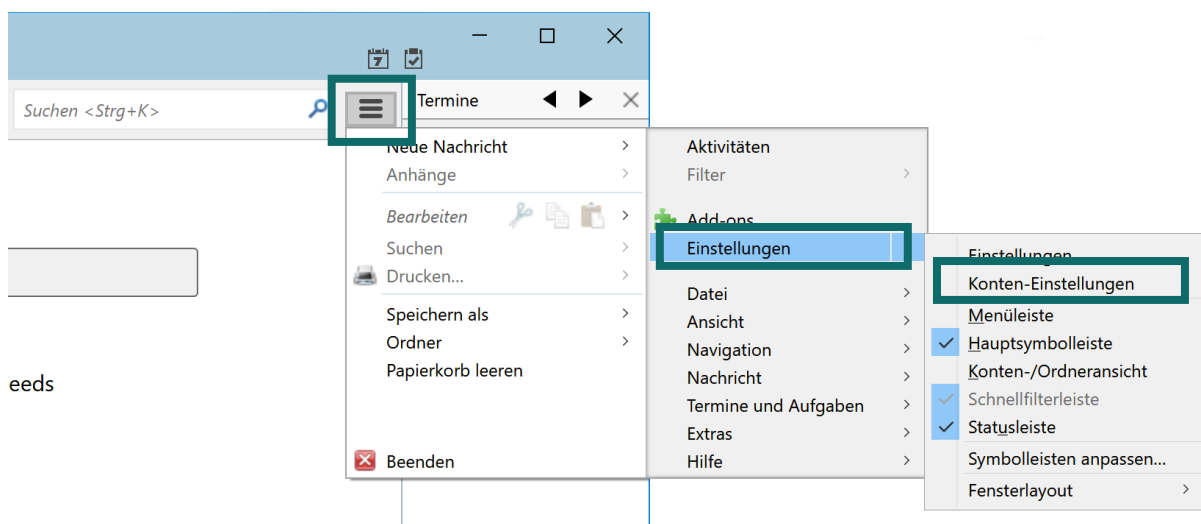 7
Suchen <Strg+K>
Termine
Neue Nachricht
Anhänge
Bearbeiten
Suchen
Drucken...
Speichern als
Ordner
Papierkorb leeren
Beenden
Aktivitäten
Filter
Add-ons
Einstellungen
Datei
Ansicht
Navigation
Nachricht
Termine und Aufgaben
Extras
Hilfe
Einstellungen
Konten-Einstellungen
Menüleiste
Hauptsymbolleiste
Konten-/Ordneransicht
Schnellfilterleiste
Statusleiste
Symbolleisten anpassen...
Fensterlayout
eeds